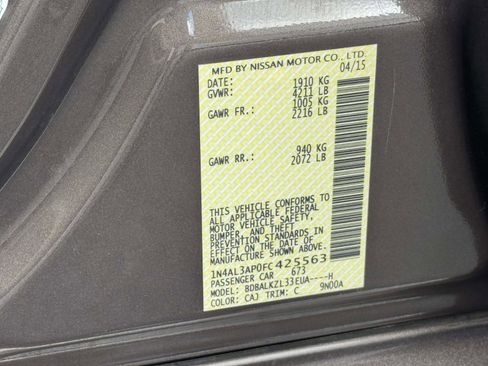 MFD BY NISSAN MOTOR CO., LTD.
DATE: 04/15
GVWR: 1910 KG
4211 LB
GAWR FR.: 1005 KG
2216 LB
GAWR RR.: 940 KG
2072 LB
THIS VEHICLE CONFORMS TO
ALL APPLICABLE FEDERAL
MOTOR VEHICLE SAFETY,
BUMPER, AND THEFT
PREVENTION STANDARDS IN
EFFECT ON THE DATE OF
MANUFACTURE SHOWN ABOVE.
1N4AL3AP0FC425563
PASSENGER CAR 673
MODEL: BDBALKZL33EUA----H
COLOR: CAJ TRIM: C 9N00A